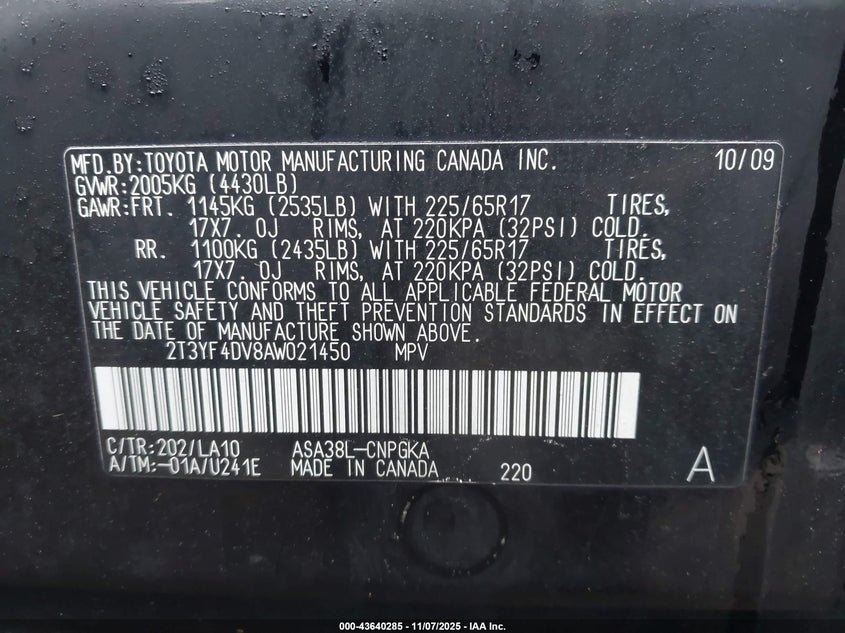 MFD.BY:TOYOTA MOTOR MANUFACTURING CANADA INC. 10/09
GVWR:2005KG (4430LB)
GAWR:FRT. 1145KG (2535LB) WITH 225/65R17 TIRES,
17X7. 0J RIMS, AT 220KPA (32PSI) COLD.
RR. 1100KG (2435LB) WITH 225/65R17 TIRES,
17X7. 0J RIMS, AT 220KPA (32PSI) COLD.
THIS VEHICLE CONFORMS TO ALL APPLICABLE FEDERAL MOTOR
VEHICLE SAFETY AND THEFT PREVENTION STANDARDS IN EFFECT ON
THE DATE OF MANUFACTURE SHOWN ABOVE.
2T3YF4DV8AW021450 MPV
C/TR:202/LA10 ASA38L-CNPGKA
A/TM:-01A/U241E MADE IN CANADA 220 A
000-43640285 - 11/07/2025 - IAA Inc.